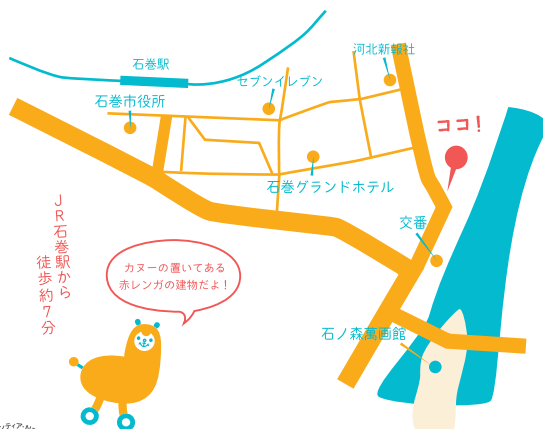 河北新報社
石巻駅
セブンイレブン
石巻市役所
ココ!
石巻グランドホテル
交番
JR石巻駅から
徒歩約7分
カヌーの置いてある
赤レンガの建物だよ!
石ノ森萬画館